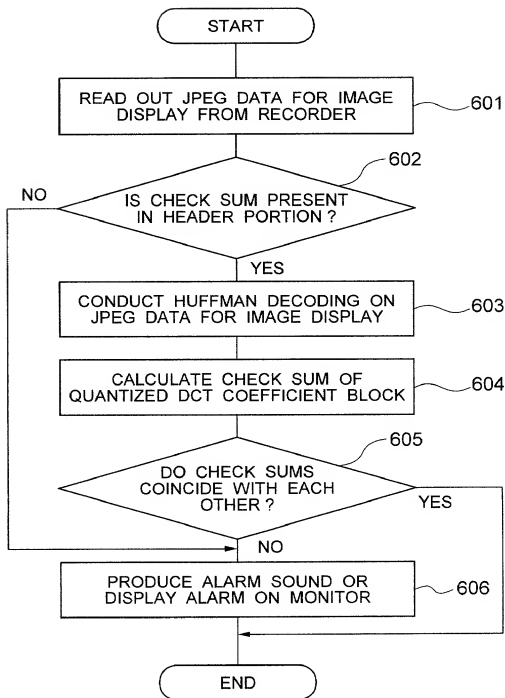 START
READ OUT JPEG DATA FOR IMAGE
DISPLAY FROM RECORDER
601
602
NO
IS CHECK SUM PRESENT
IN HEADER PORTION ?
YES
CONDUCT HUFFMAN DECODING ON
JPEG DATA FOR IMAGE DISPLAY
603
CALCULATE CHECK SUM OF
QUANTIZED DCT COEFFICIENT BLOCK
604
605
DO CHECK SUMS
COINCIDE WITH EACH
OTHER ?
YES
NO
PRODUCE ALARM SOUND OR
DISPLAY ALARM ON MONITOR
606
END